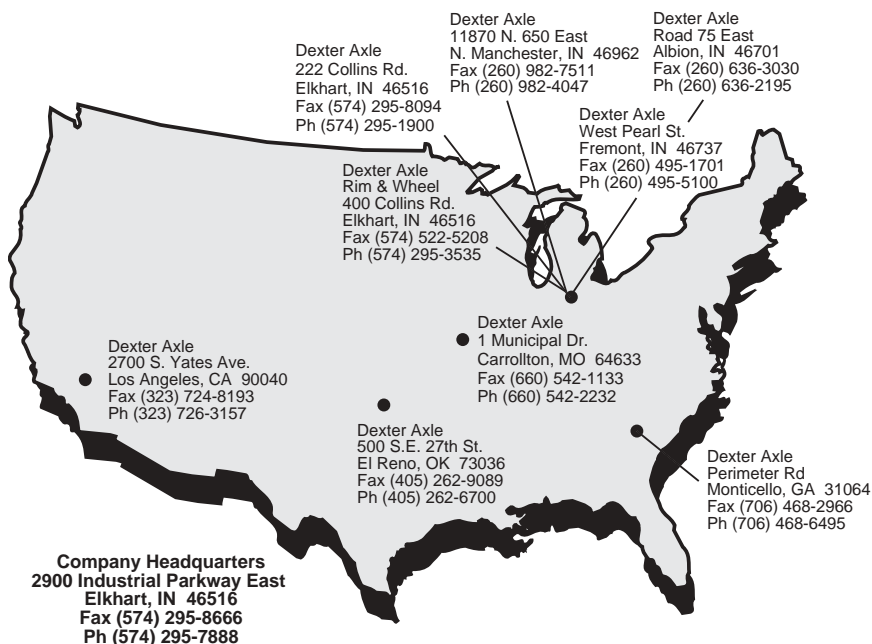 Dexter Axle
222 Collins Rd.
Elkhart, IN  46516
Fax (574) 295-8094
Ph (574) 295-1900
Dexter Axle
11870 N. 650 East
N. Manchester, IN  46962
Fax (260) 982-7511
Ph (260) 982-4047
Dexter Axle
Road 75 East
Albion, IN  46701
Fax (260) 636-3030
Ph (260) 636-2195
Dexter Axle
West Pearl St.
Fremont, IN  46737
Fax (260) 495-1701
Ph (260) 495-5100
Dexter Axle
Rim & Wheel
400 Collins Rd.
Elkhart, IN  46516
Fax (574) 522-5208
Ph (574) 295-3535
Dexter Axle
2700 S. Yates Ave.
Los Angeles, CA  90040
Fax (323) 724-8193
Ph (323) 726-3157
Dexter Axle
1 Municipal Dr.
Carrollton, MO  64633
Fax (660) 542-1133
Ph (660) 542-2232
Dexter Axle
500 S.E. 27th St.
El Reno, OK  73036
Fax (405) 262-9089
Ph (405) 262-6700
Dexter Axle
Perimeter Rd
Monticello, GA  31064
Fax (706) 468-2966
Ph (706) 468-6495
Company Headquarters
2900 Industrial Parkway East
Elkhart, IN  46516
Fax (574) 295-8666
Ph (574) 295-7888